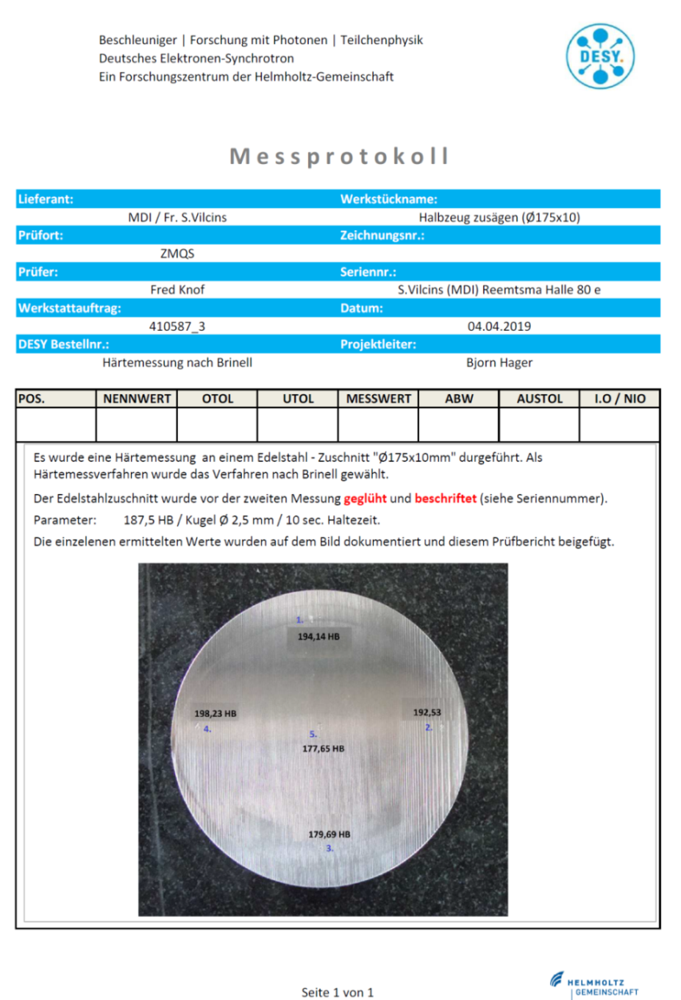 Beschleuniger | Forschung mit Photonen | Teilchenphysik
Deutsches Elektronen-Synchrotron
Ein Forschungszentrum der Helmholtz-Gemeinschaft
DESY.
Messprotokoll
Lieferant: Werkstückname:
MDI / Fr. S.Vilcins Halbzeug zusägen (Ø175x10)
Prüfort: Zeichnungsnr.:
ZMQS
Prüfer: Seriennr.:
Fred Knof S.Vilcins (MDI) Reemtsma Halle 80 e
Werkstattauftrag: Datum:
410587_3 04.04.2019
DESY Bestellnr.: Projektleiter:
Härtemessung nach Brinell Bjorn Hager
POS. NENNWERT OTOL UTOL MESSWERT ABW AUSTOL I.O / NIO
Es wurde eine Härtemessung an einem Edelstahl - Zuschnitt "Ø175x10mm" durgeführt. Als
Härtemessverfahren wurde das Verfahren nach Brinell gewählt.
Der Edelstahlzuschnitt wurde vor der zweiten Messung geglüht und beschriftet (siehe Seriennummer).
Parameter: 187,5 HB / Kugel Ø 2,5 mm / 10 sec. Haltezeit.
Die einzelenen ermittelten Werte wurden auf dem Bild dokumentiert und diesem Prüfbericht beigefügt.
1.
194,14 HB
198,23 HB 192,53
4. 2.
5.
177,65 HB
179,69 HB
3.
Seite 1 von 1
HELMHOLTZ
GEMEINSCHAFT